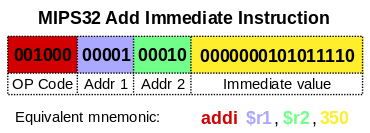 MIPS32 Add Immediate Instruction
001000 00001 00010 0000000101011110
OP Code Addr 1 Addr 2 Immediate value
Equivalent mnemonic: addi $r1, $r2, 350